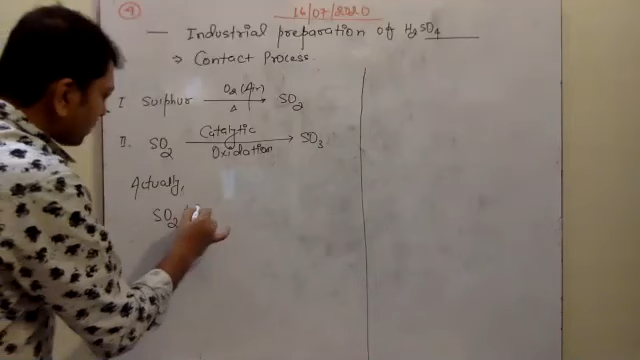 4
16/07/2020
— Industrial preparation of H₂SO₄
→ Contact Process
I Sulphur —O₂(Air)/Δ→ SO₂
II. SO₂ —Catalytic Oxidation→ SO₃
Actually,
SO₂